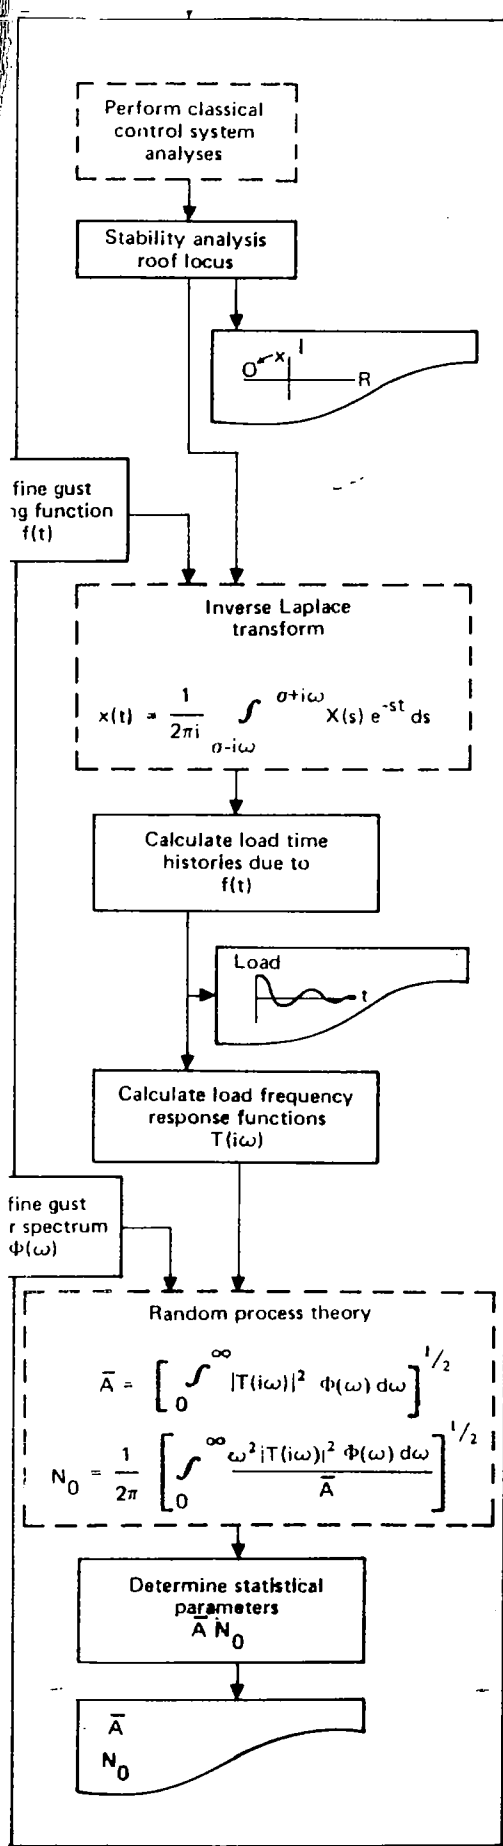 Perform classical
control system
analyses
Stability analysis
roof locus
I
O x
R
fine gust
ng function
f(t)
Inverse Laplace
transform
x(t) = 1/2πi ∫ σ-iω σ+iω X(s) e^-st ds
Calculate load time
histories due to
f(t)
Load
t
Calculate load frequency
response functions
T(iω)
fine gust
r spectrum
Φ(ω)
Random process theory
A̅ = [ ∫ 0 ∞ |T(iω)|² Φ(ω) dω ]^1/2
N₀ = 1/2π [ ∫ 0 ∞ ω²|T(iω)|² Φ(ω) dω / A̅ ]^1/2
Determine statistical
parameters
A̅ N₀
A̅
N₀